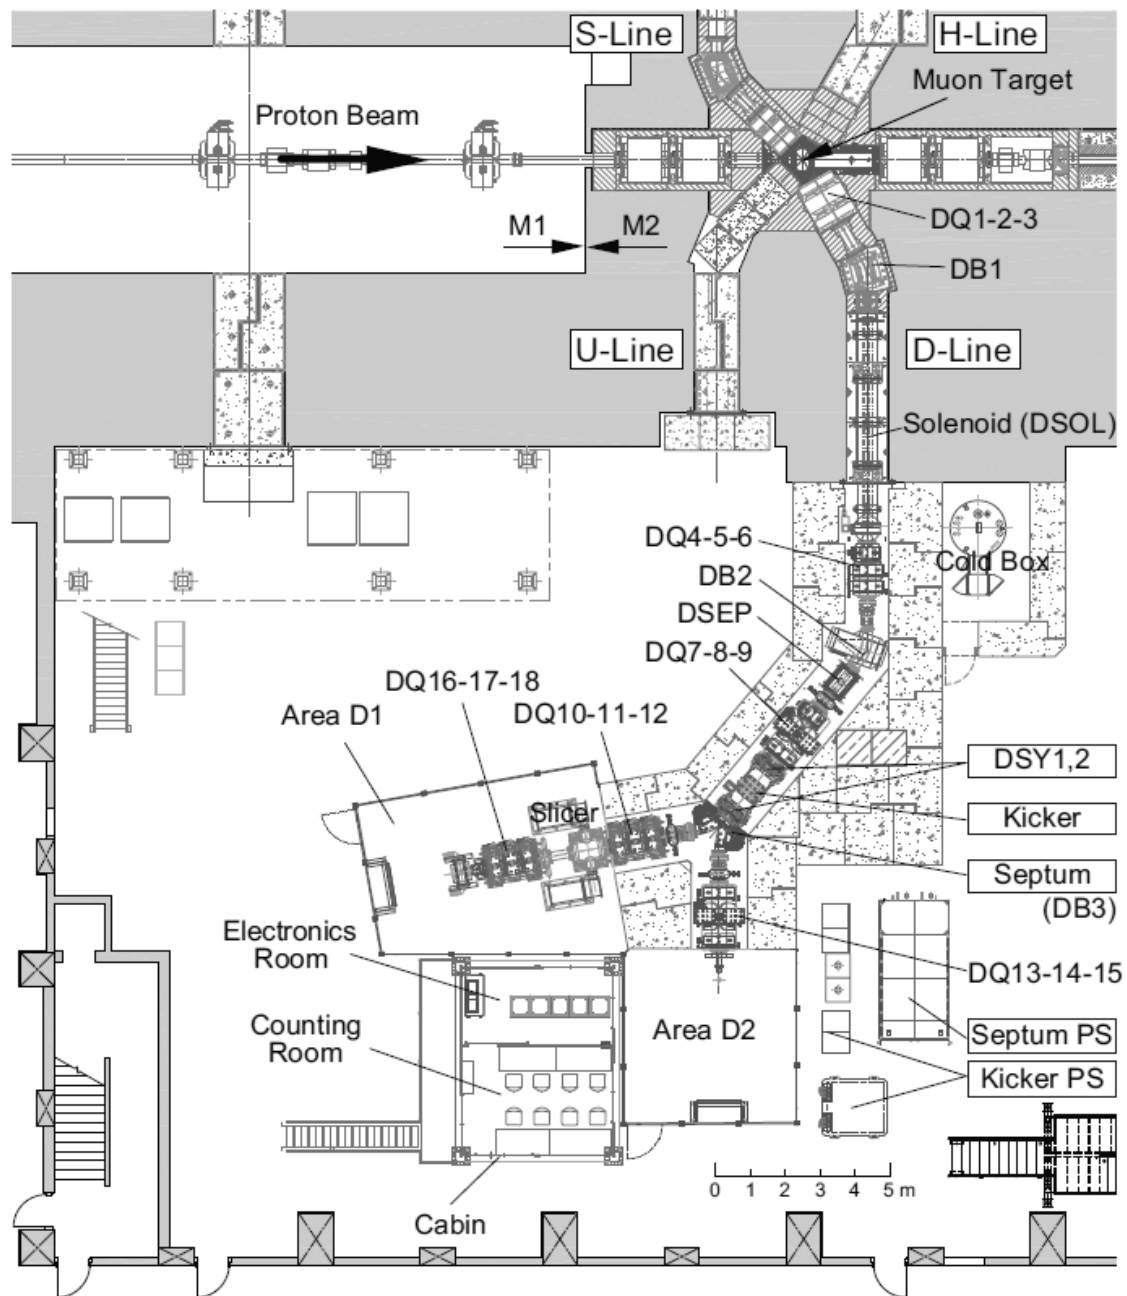 S-Line
H-Line
Muon Target
Proton Beam
DQ1-2-3
M1
M2
DB1
U-Line
D-Line
Solenoid (DSOL)
DQ4-5-6
Cold Box
DB2
DSEP
DQ7-8-9
DQ16-17-18
DQ10-11-12
Area D1
DSY1,2
Slicer
Kicker
Septum
(DB3)
Electronics
Room
DQ13-14-15
Counting
Room
Area D2
Septum PS
Kicker PS
0 1 2 3 4 5 m
Cabin